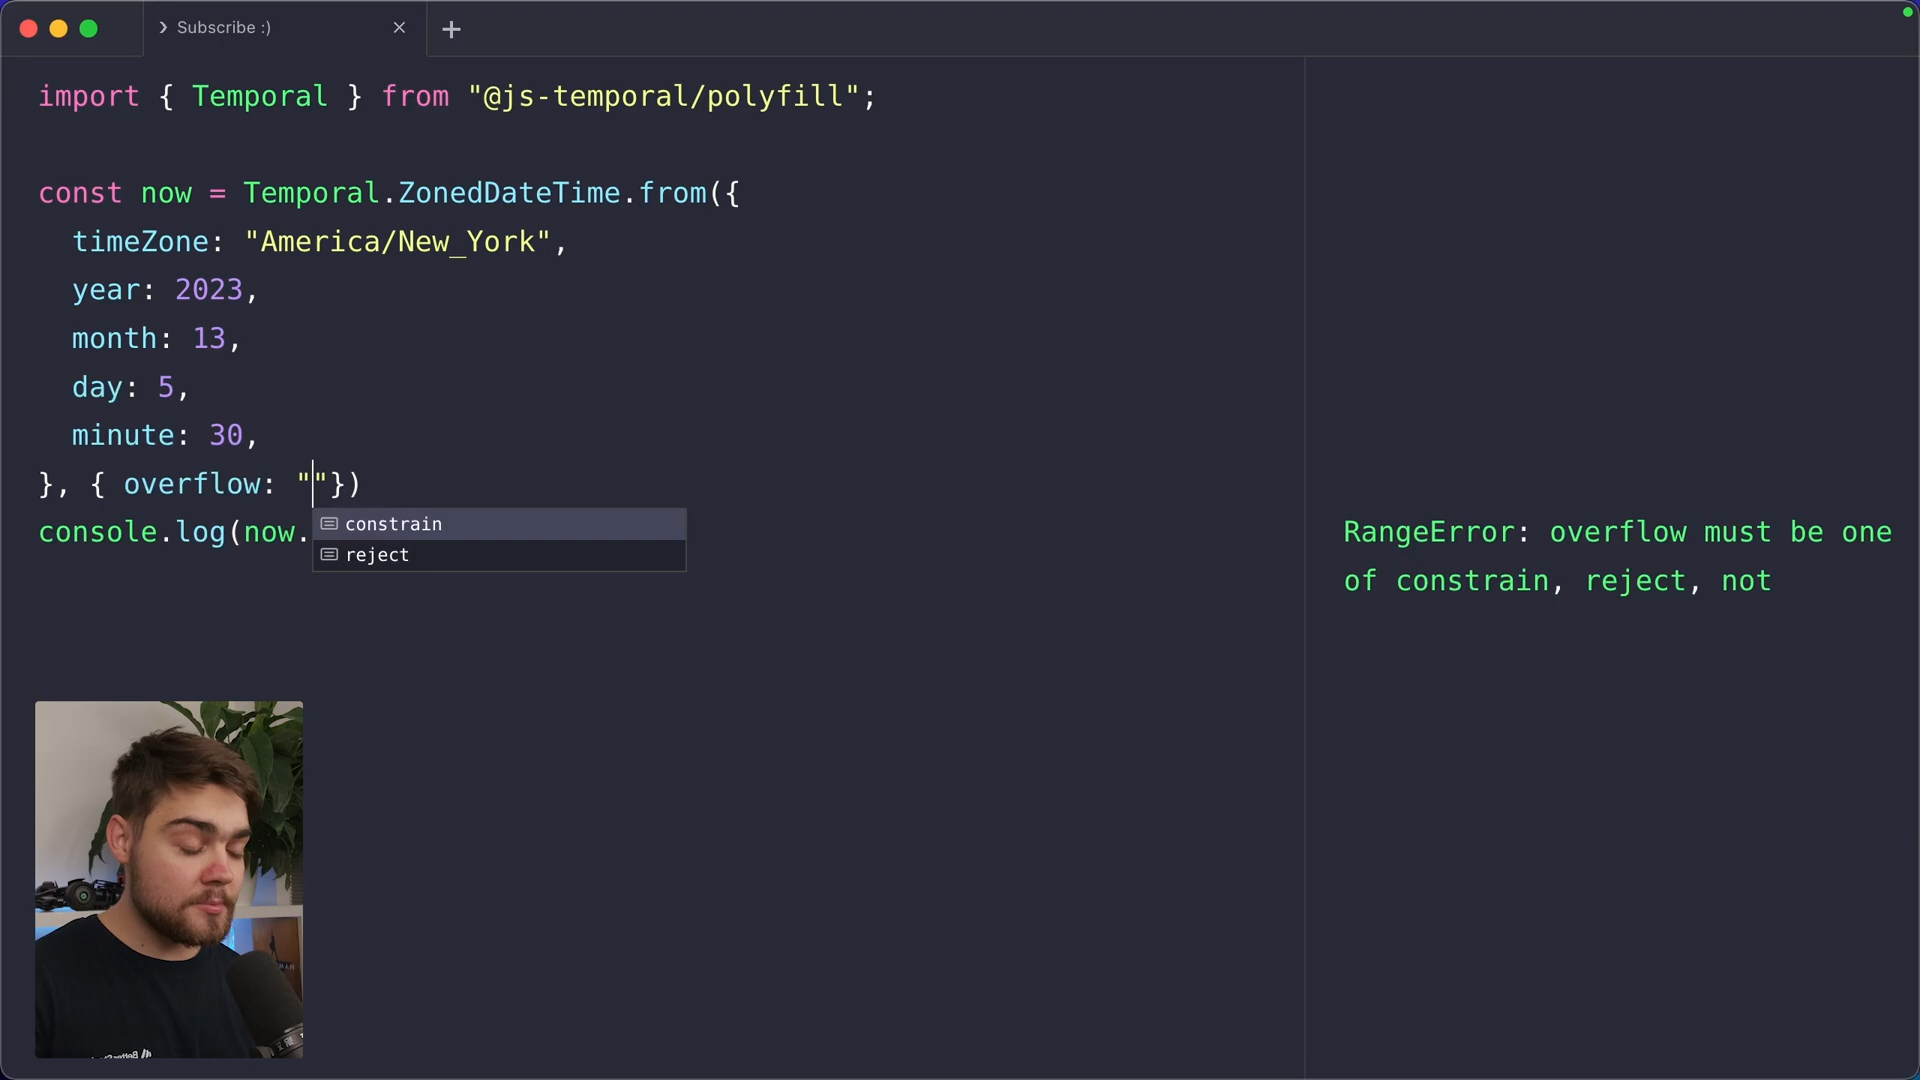 Subscribe :)
import { Temporal } from "@js-temporal/polyfill";
const now = Temporal.ZonedDateTime.from({
  timeZone: "America/New_York",
  year: 2023,
  month: 13,
  day: 5,
  minute: 30,
}, { overflow: ""})
console.log(now.
constrain
reject
RangeError: overflow must be one
of constrain, reject, not